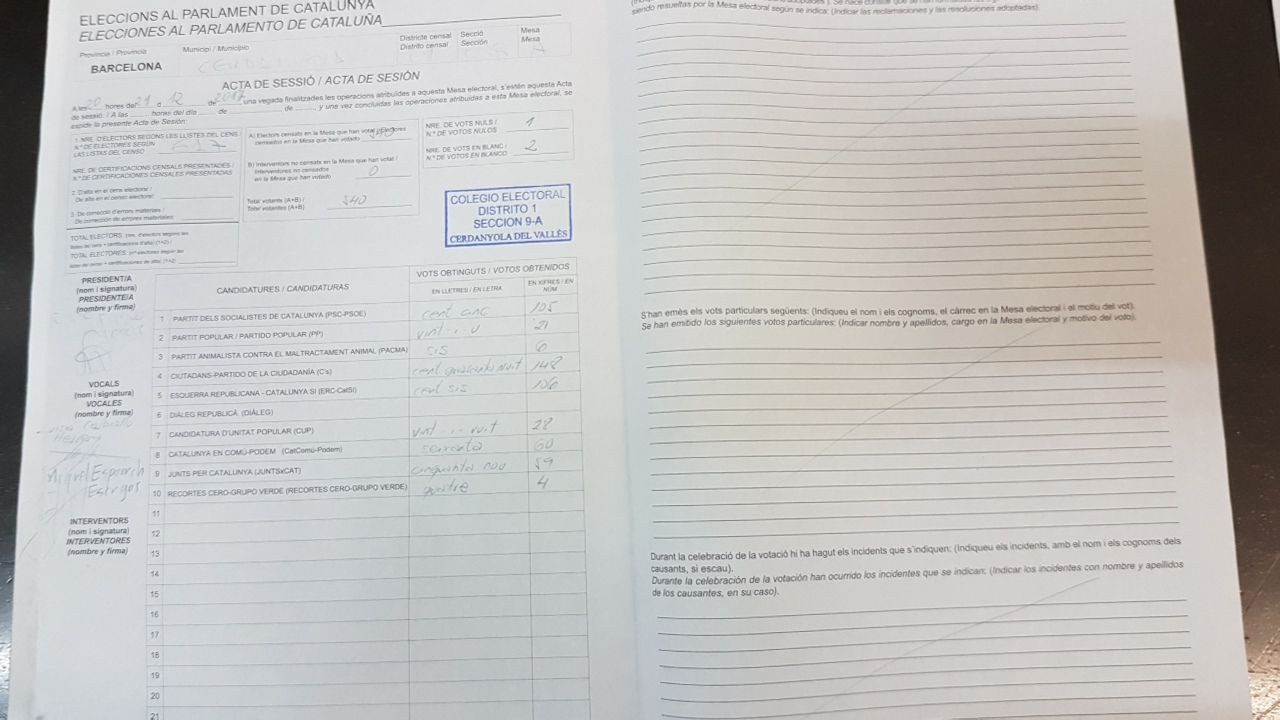 ELECCIONS AL PARLAMENT DE CATALUNYA
ELECCIONES AL PARLAMENTO DE CATALUÑA
Província / Provincia
Municipi / Municipio
Districte censal
Distrito censal
Secció
Sección
Mesa
Mesa
BARCELONA
A
ACTA DE SESSIÓ / ACTA DE SESIÓN
A les 20 hores del 21 d 12 de 2017 una vegada finalitzades les operacions atribuïdes a aquesta Mesa electoral, s'estén aquesta Acta
de sessió: / A las ...... horas del día ...... de ...... de ......, y una vez concluidas las operaciones atribuidas a esta Mesa electoral, se
expide la presente Acta de Sesión:
1. NRE. D'ELECTORS SEGONS LES LLISTES DEL CENS
N.º DE ELECTORES SEGÚN
LAS LISTAS DEL CENSO
617
NRE. DE CERTIFICACIONS CENSALS PRESENTADES /
N.º DE CERTIFICACIONES CENSALES PRESENTADAS
2. D'alta en el cens electoral /
De alta en el censo electoral:
3. De correcció d'errors materials /
De corrección de errores materiales:
TOTAL ELECTORS: (nre. d'electors segons les
llistes del cens + certificacions d'alta) (1+2) /
TOTAL ELECTORES: (nº electores según las
listas del censo + certificaciones de alta) (1+2)
A) Electors censats en la Mesa que han votat / Electores
censados en la Mesa que han votado 540
B) Interventors no censats en la Mesa que han votat /
Interventores no censados
en la Mesa que han votado
0
Total votants (A+B) /
Total votantes (A+B)
540
NRE. DE VOTS NULS /
N.º DE VOTOS NULOS
1
NRE. DE VOTS EN BLANC /
N.º DE VOTOS EN BLANCO
2
COLEGIO ELECTORAL
DISTRITO 1
SECCION 9-A
CERDANYOLA DEL VALLÈS
PRESIDENT/A
(nom i signatura)
PRESIDENTE/A
(nombre y firma)
VOCALS
(nom i signatura)
VOCALES
(nombre y firma)
Miguel Esparch
INTERVENTORS
(nom i signatura)
INTERVENTORES
(nombre y firma)
CANDIDATURES / CANDIDATURAS
VOTS OBTINGUTS / VOTOS OBTENIDOS
EN LLETRES / EN LETRA
EN XIFRES / EN NÚM
1 PARTIT DELS SOCIALISTES DE CATALUNYA (PSC-PSOE) cent cinc 105
2 PARTIT POPULAR / PARTIDO POPULAR (PP) vint-i-u 21
3 PARTIT ANIMALISTA CONTRA EL MALTRACTAMENT ANIMAL (PACMA) sis 6
4 CIUTADANS-PARTIDO DE LA CIUDADANÍA (C's) cent quaranta vuit 148
5 ESQUERRA REPUBLICANA - CATALUNYA SÍ (ERC-CatSí) cent sis 106
6 DIÀLEG REPUBLICÀ (DIÀLEG)
7 CANDIDATURA D'UNITAT POPULAR (CUP) vint-i-vuit 28
8 CATALUNYA EN COMÚ-PODEM (CatComú-Podem) seixanta 60
9 JUNTS PER CATALUNYA (JUNTSxCAT) cinquanta nou 59
10 RECORTES CERO-GRUPO VERDE (RECORTES CERO-GRUPO VERDE) quatre 4
11
12
13
14
15
16
17
18
19
20
21
siendo resueltas por la Mesa electoral según se indica: (Indicar las reclamaciones y las resoluciones adoptadas).
S'han emès els vots particulars següents: (Indiqueu el nom i els cognoms, el càrrec en la Mesa electoral i el motiu del vot).
Se han emitido los siguientes votos particulares: (Indicar nombre y apellidos, cargo en la Mesa electoral y motivo del voto).
Durant la celebració de la votació hi ha hagut els incidents que s'indiquen: (Indiqueu els incidents, amb el nom i els cognoms dels
causants, si escau).
Durante la celebración de la votación han ocurrido los incidentes que se indican: (Indicar los incidentes con nombre y apellidos
de los causantes, en su caso).